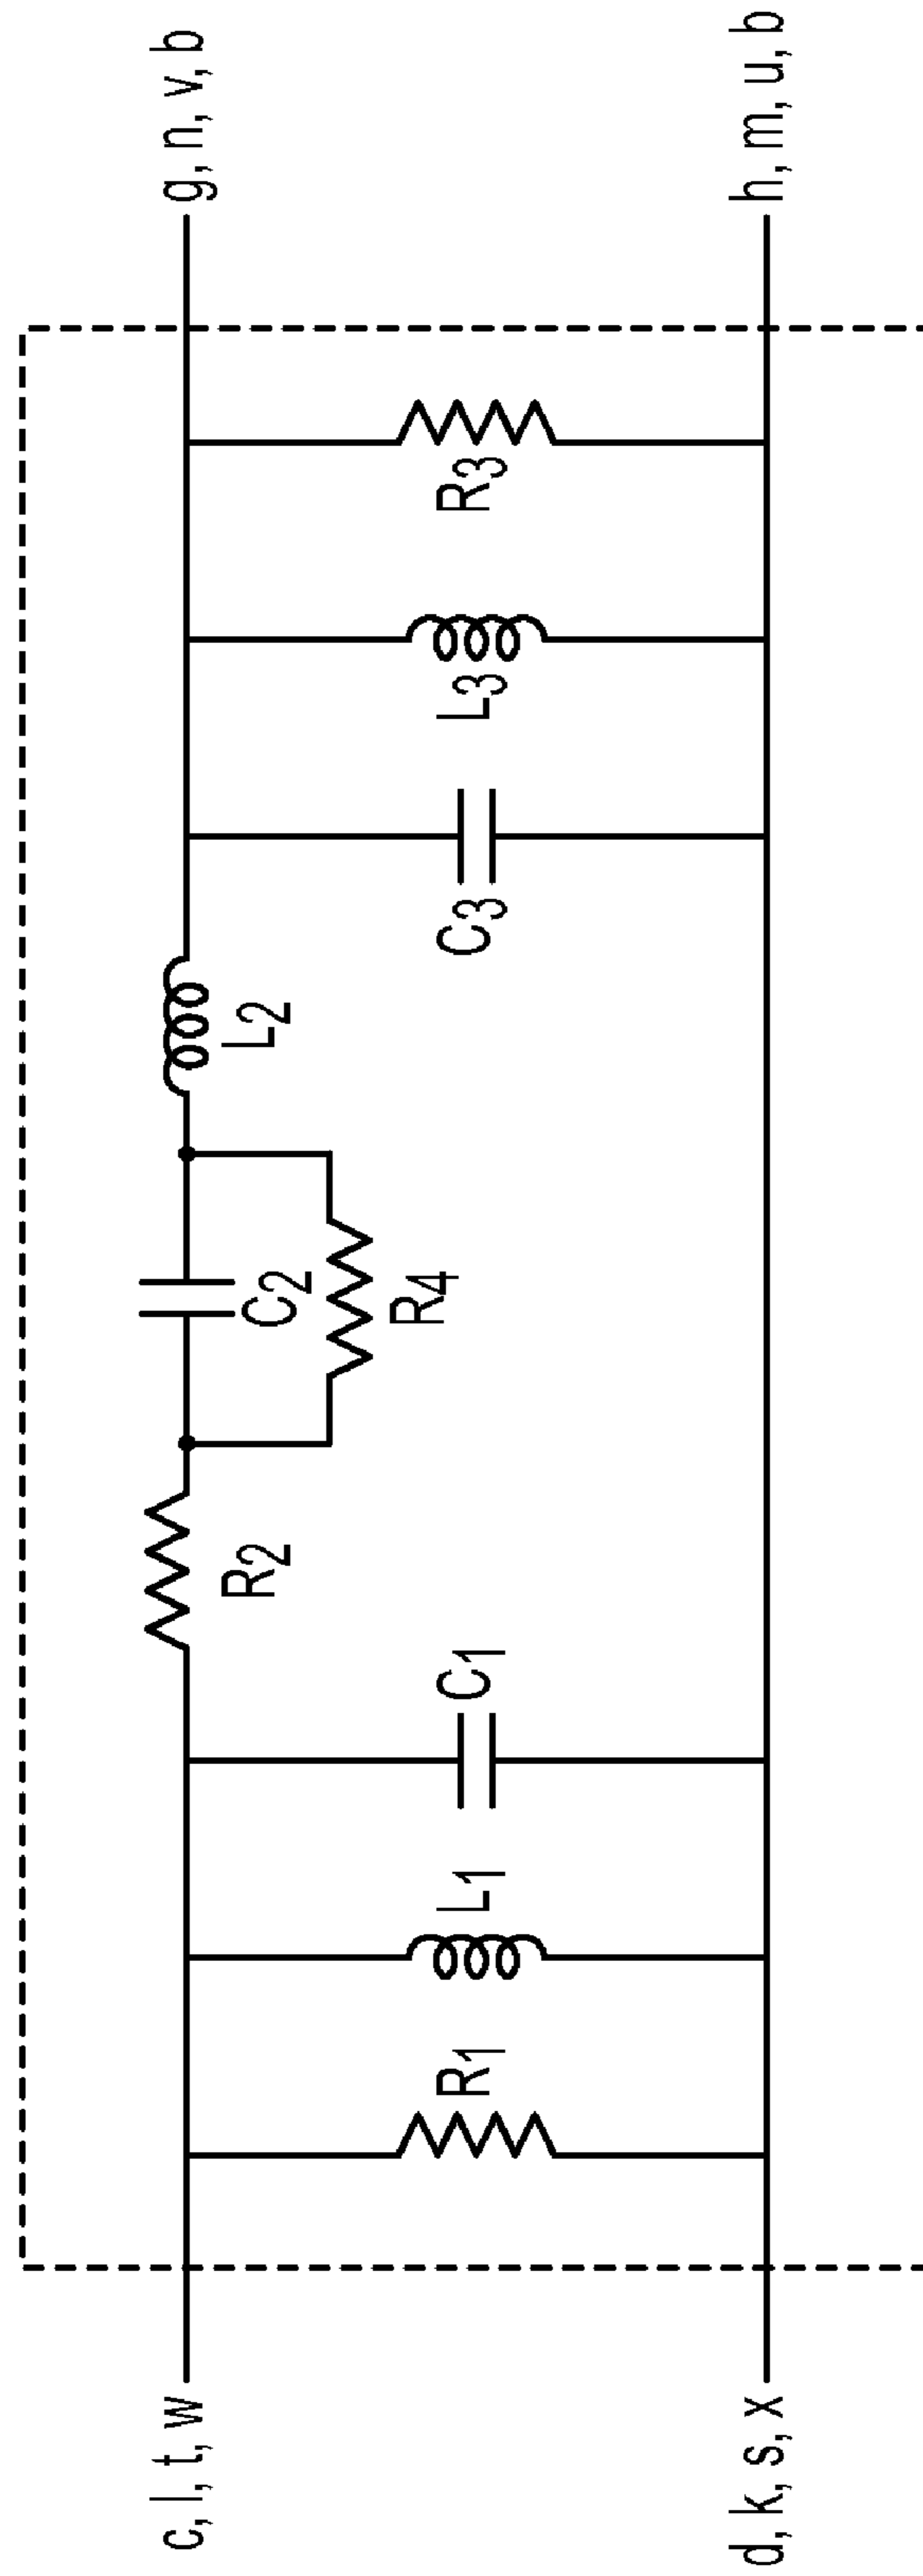 c, l, t, w
g, n, v, b
R2
C2
L2
R4
R1
L1
C1
C3
L3
R3
d, k, s, x
h, m, u, b